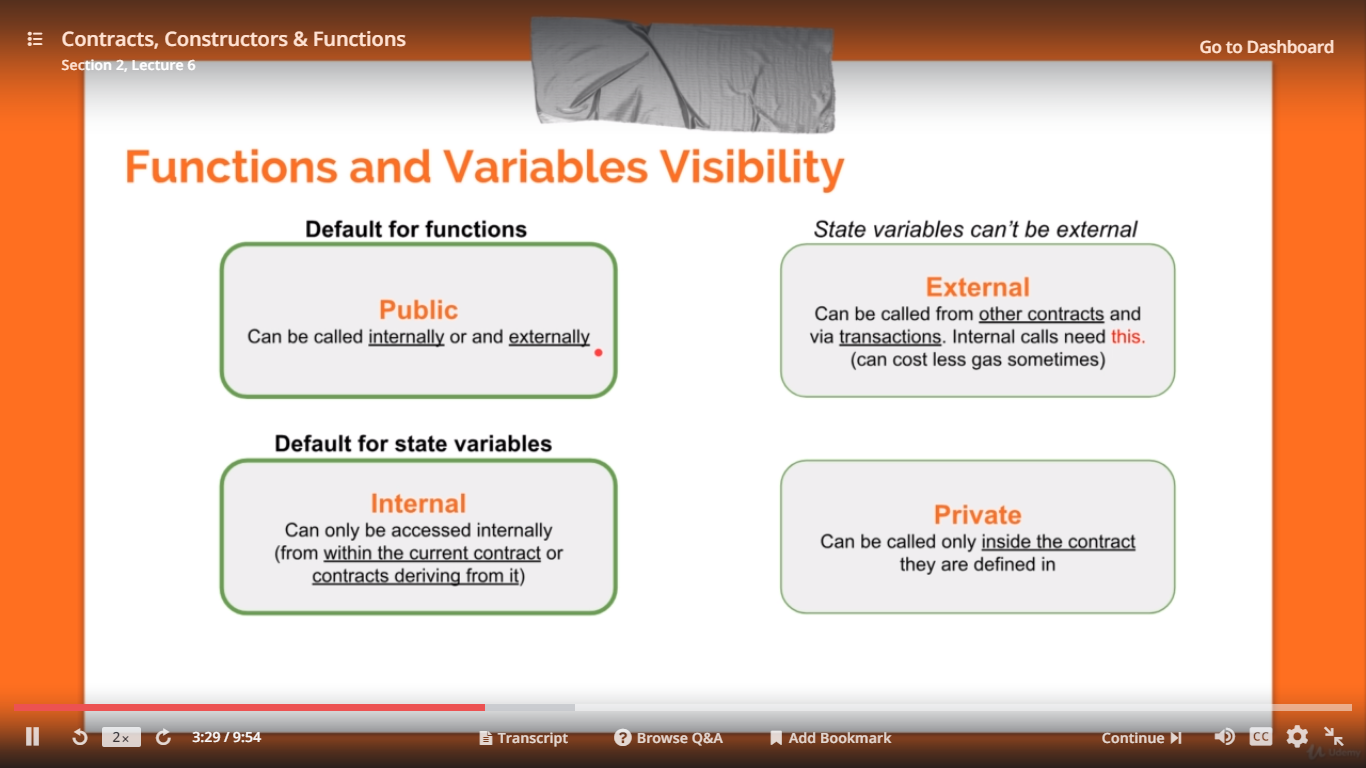 Contracts, Constructors & Functions
Section 2, Lecture 6
Go to Dashboard
Functions and Variables Visibility
Default for functions
Public
Can be called internally or and externally
State variables can't be external
External
Can be called from other contracts and
via transactions. Internal calls need this.
(can cost less gas sometimes)
Default for state variables
Internal
Can only be accessed internally
(from within the current contract or
contracts deriving from it)
Private
Can be called only inside the contract
they are defined in
2x
3:29 / 9:54
Transcript
Browse Q&A
Add Bookmark
Continue
CC
Udemy